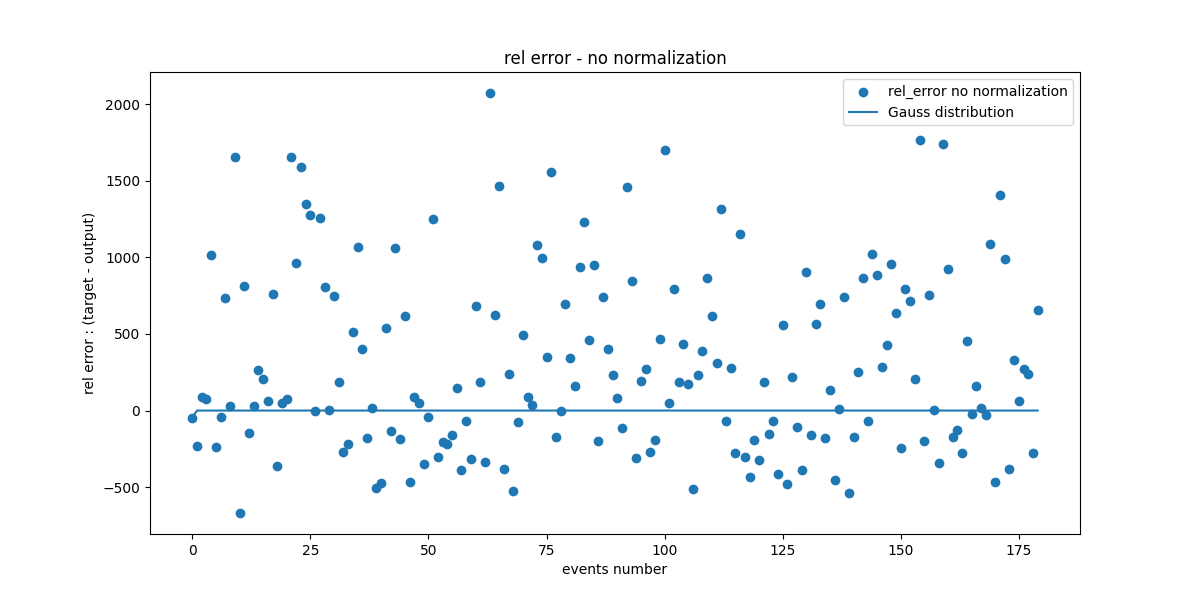 rel error - no normalization
rel_error no normalization
Gauss distribution
rel error : (target - output)
2000
1500
1000
500
0
−500
0 25 50 75 100 125 150 175
events number